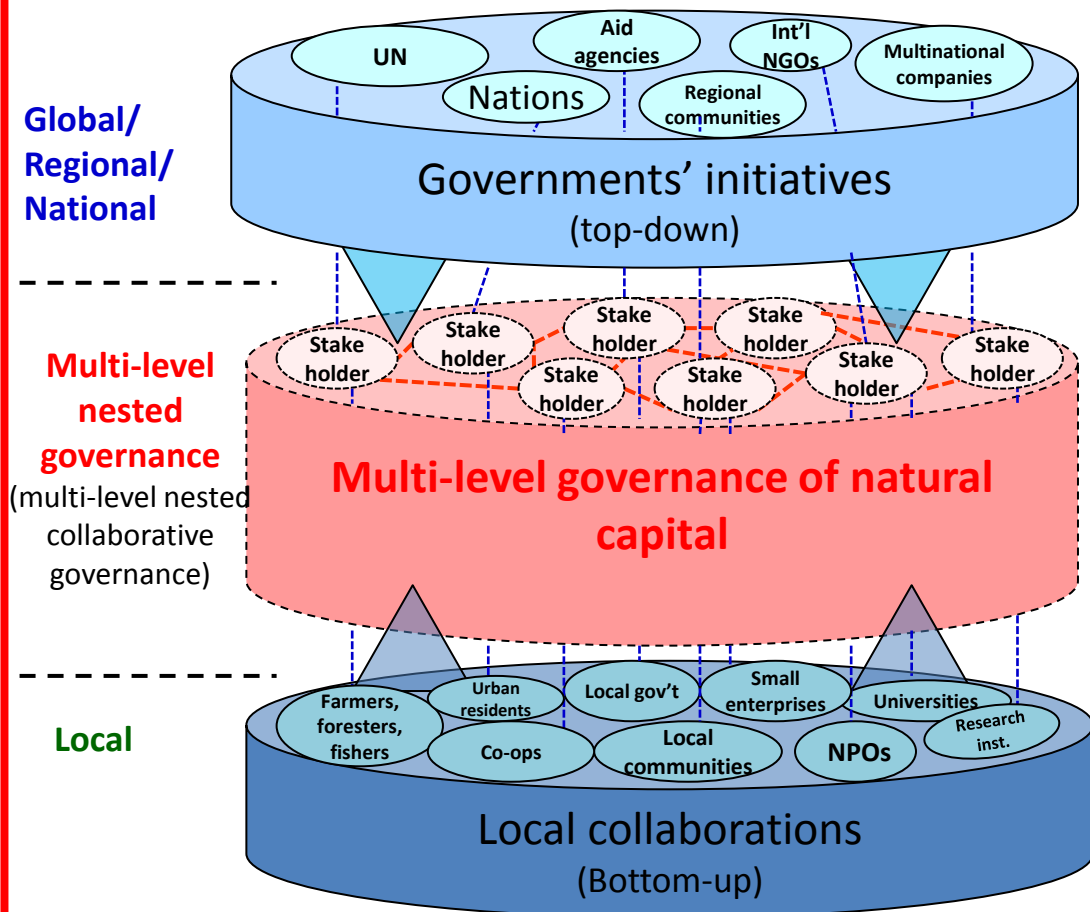 UN
Aid
agencies
Int'l
NGOs
Multinational
companies
Nations
Regional
communities
Global/
Regional/
National
Governments' initiatives
(top-down)
Stake
holder
Stake
holder
Stake
holder
Stake
holder
Stake
holder
Stake
holder
Stake
holder
Stake
holder
Multi-level
nested
governance
(multi-level nested
collaborative
governance)
Multi-level governance of natural
capital
Local
Farmers,
foresters,
fishers
Urban
residents
Local gov't
Small
enterprises
Universities
Research
inst.
Co-ops
Local
communities
NPOs
Local collaborations
(Bottom-up)